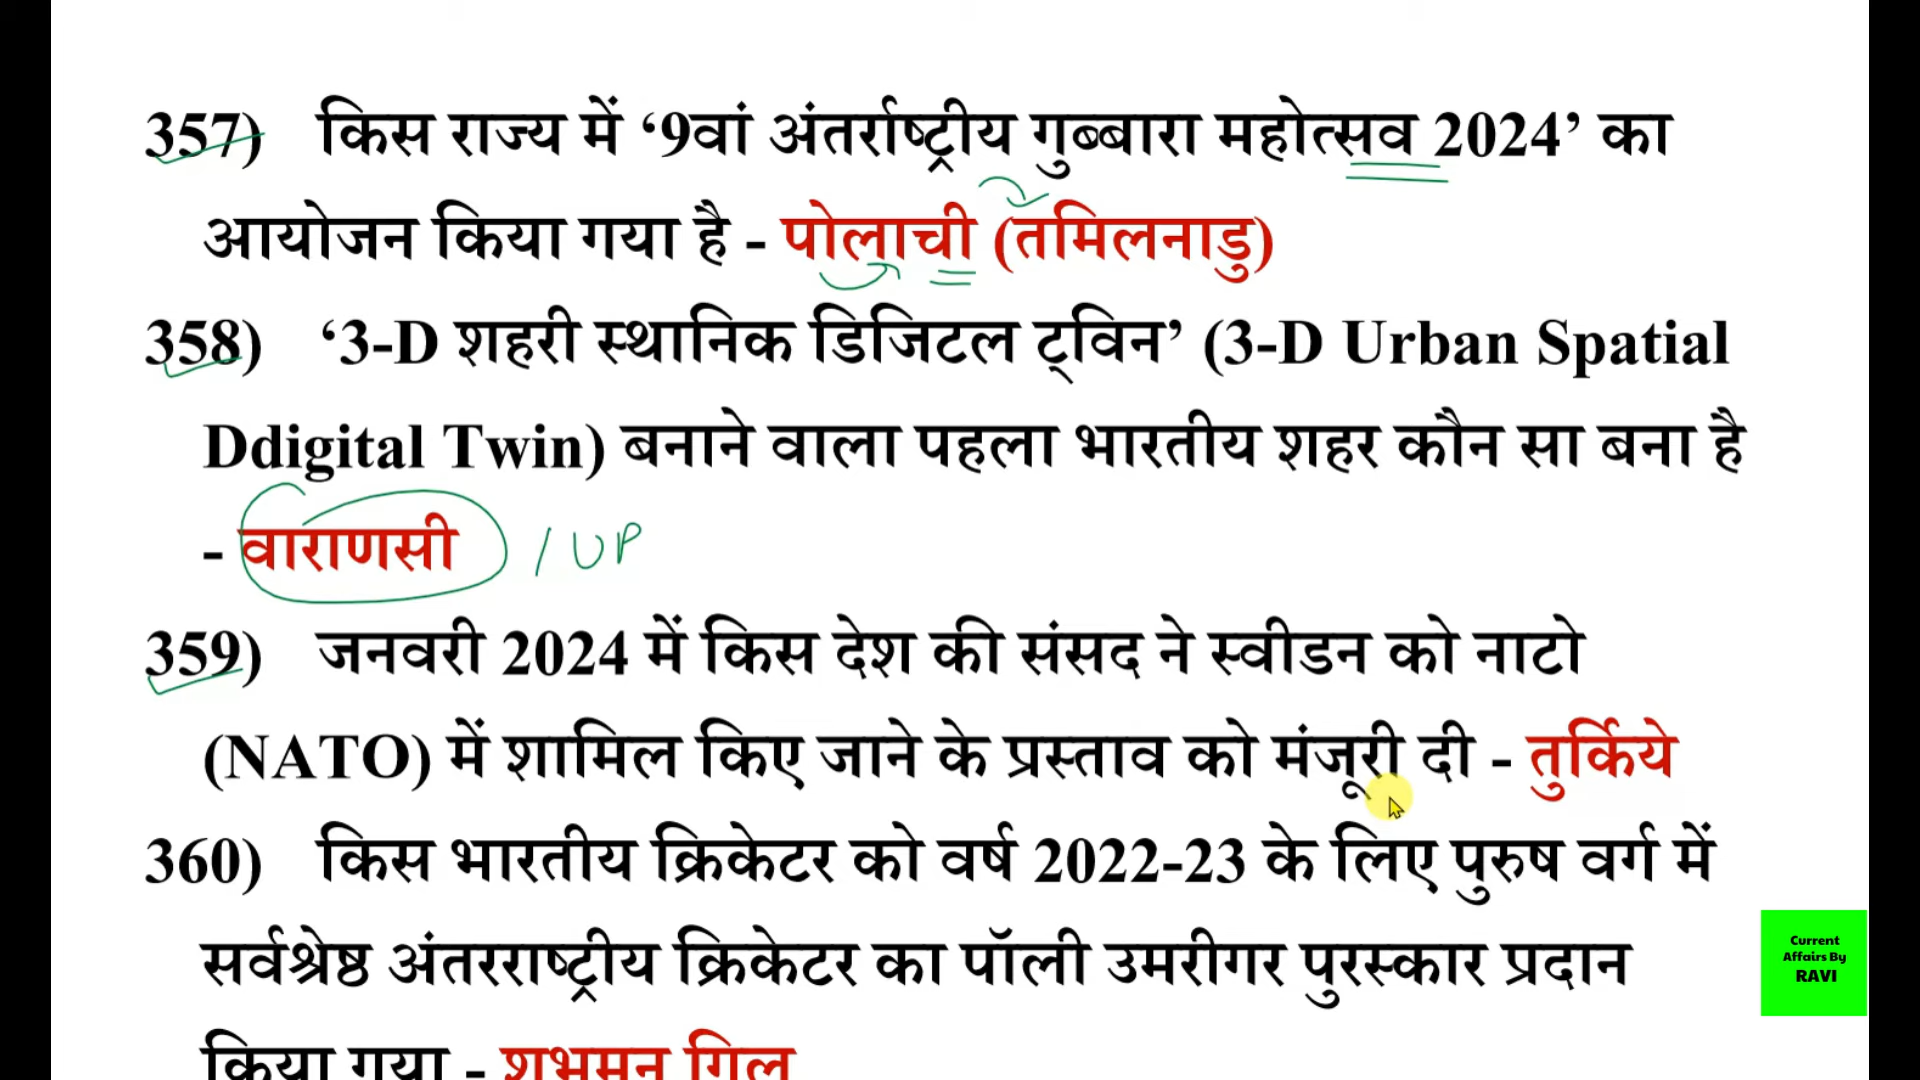 357) किस राज्य में ‘9वां अंतर्राष्ट्रीय गुब्बारा महोत्सव 2024’ का
आयोजन किया गया है - पोलाची (तमिलनाडु)
358) ‘3-D शहरी स्थानिक डिजिटल ट्विन’ (3-D Urban Spatial
Ddigital Twin) बनाने वाला पहला भारतीय शहर कौन सा बना है
- वाराणसी / UP
359) जनवरी 2024 में किस देश की संसद ने स्वीडन को नाटो
(NATO) में शामिल किए जाने के प्रस्ताव को मंजूरी दी - तुर्किये
360) किस भारतीय क्रिकेटर को वर्ष 2022-23 के लिए पुरुष वर्ग में
सर्वश्रेष्ठ अंतरराष्ट्रीय क्रिकेटर का पॉली उमरीगर पुरस्कार प्रदान
किया गया - शुभमन गिल
Current
Affairs By
RAVI